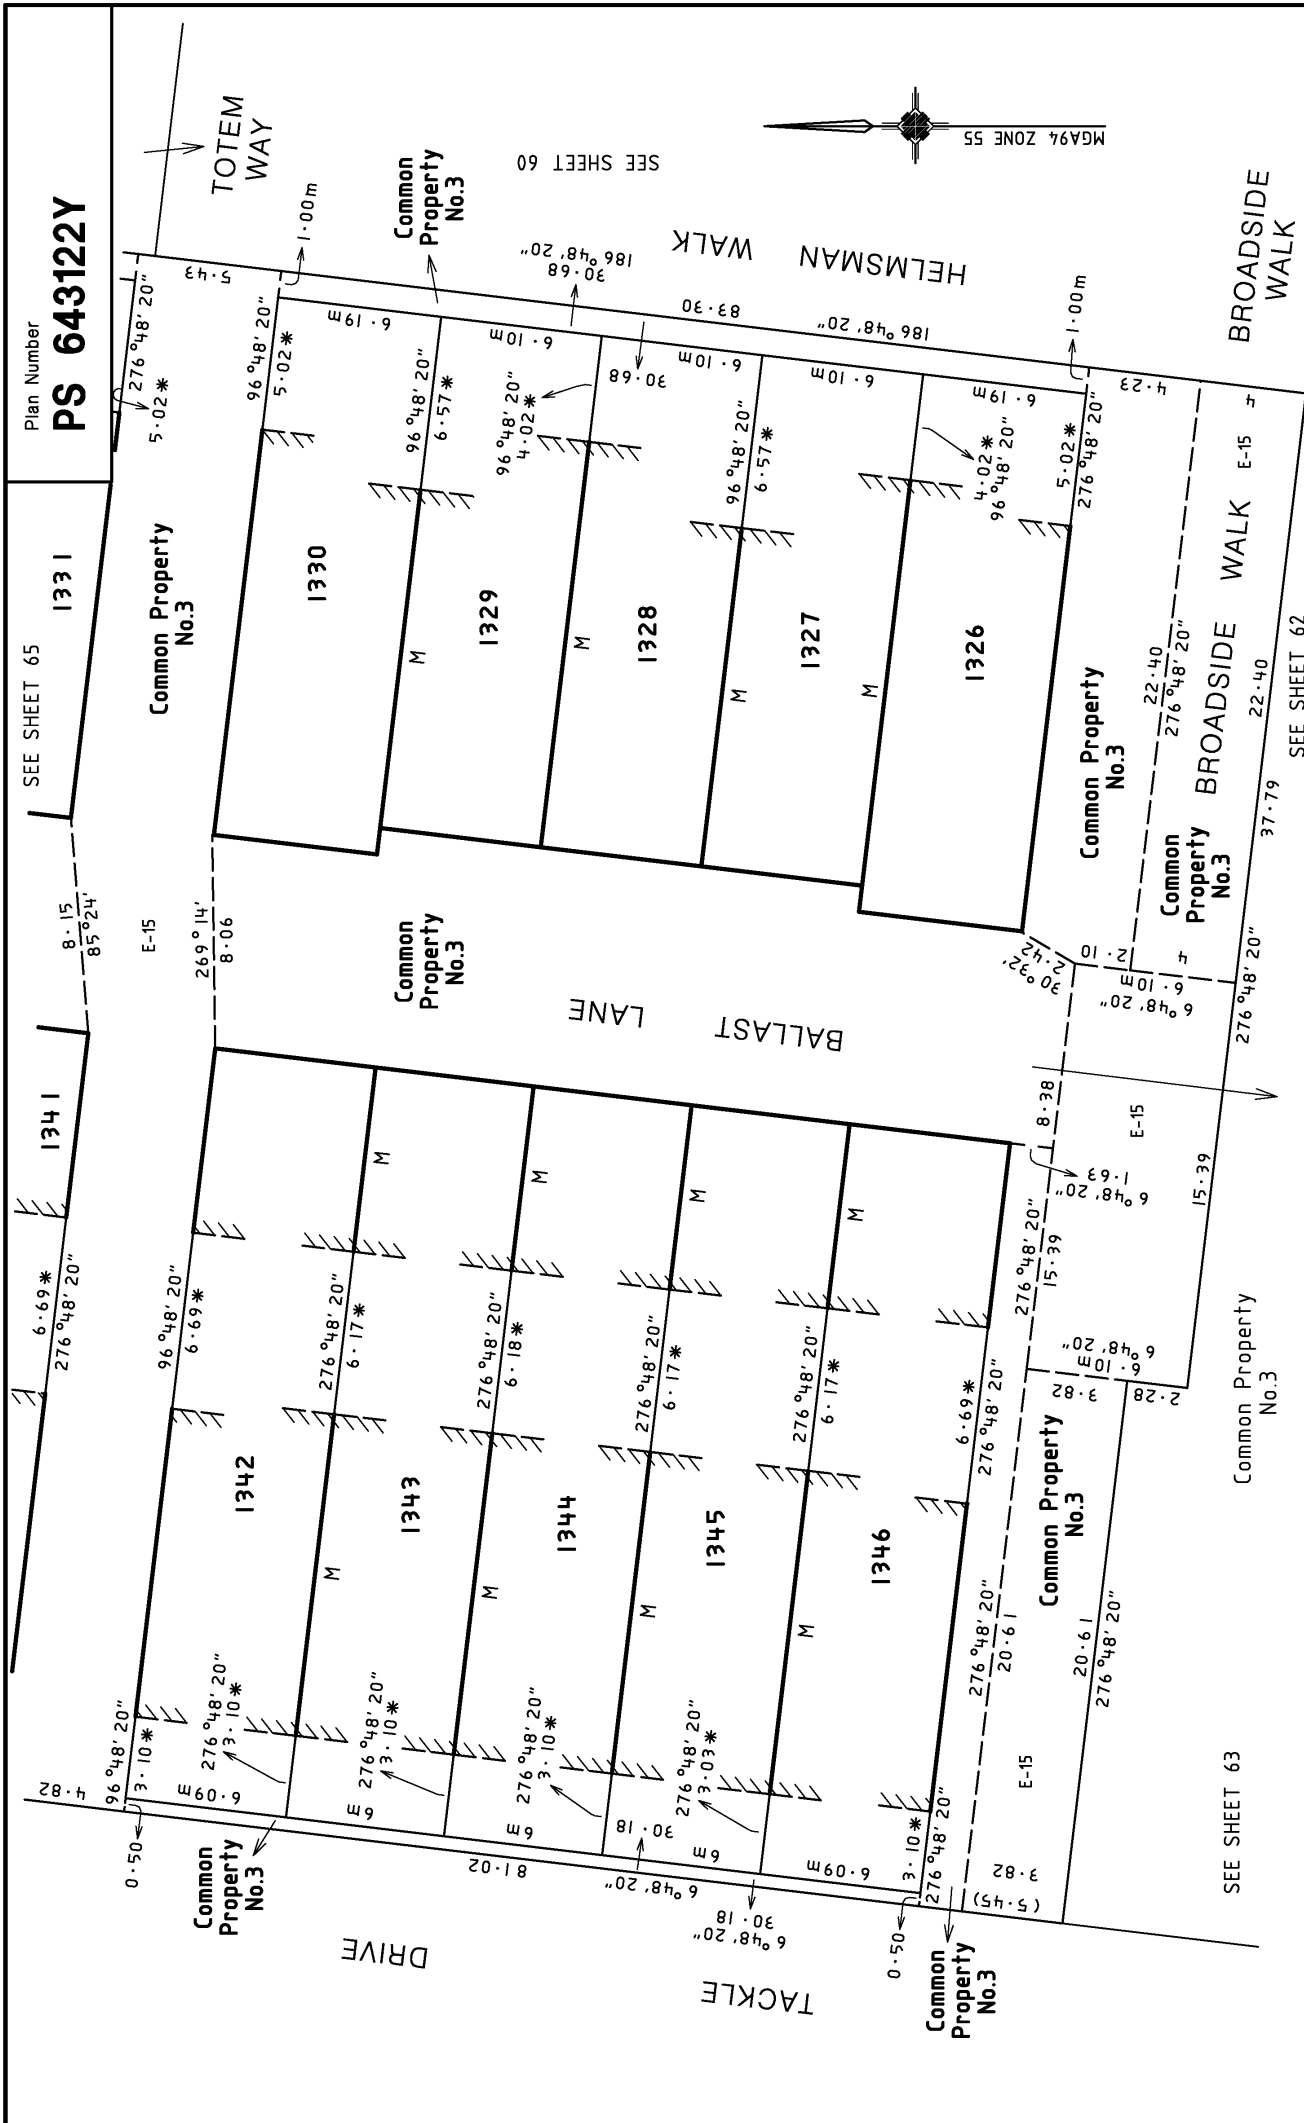 Plan Number
PS 643122Y
SEE SHEET 65
1331
1341
TOTEM
WAY
276°48' 20"
5·02*
5·43
1·00m
Common Property
No.3
Common
Property
No.3
SEE SHEET 60
MGA94 ZONE 55
8·15
85°24'
E-15
269°14'
8·06
6·69*
276°48' 20"
96°48' 20"
5·02*
6·19m
1330
96°48' 20"
6·57*
6·10m
M
1329
96°48' 20"
4·02*
M
1328
6·10m
30·68
186°48' 20"
30·68
83·30
186°48' 20"
96°48' 20"
6·57*
M
1327
6·10m
4·02*
96°48' 20"
M
1326
6·19m
5·02*
276°48' 20"
1·00m
HELMSMAN WALK
4·23
4
BROADSIDE
WALK
Common
Property
No.3
BALLAST LANE
4·82
96°48' 20"
3·10*
0·50
96°48' 20"
6·69*
1342
6·09m
276°48' 20"
3·10*
Common
Property
No.3
276°48' 20"
6·17*
M
M
1343
6m
276°48' 20"
3·10*
276°48' 20"
6·18*
M
M
1344
6m
276°48' 20"
3·10*
276°48' 20"
6·17*
M
M
1345
6m
276°48' 20"
3·03*
276°48' 20"
6·17*
M
M
1346
6·09m
3·10*
276°48' 20"
6·69*
276°48' 20"
81·02
6°48' 20"
30·18
30·18
6°48' 20"
0·50
TACKLE DRIVE
Common
Property
No.3
3·82
(5·45)
276°48' 20"
20·61
E-15
20·61
276°48' 20"
Common Property
No.3
3·82
2·28
6·10m
6°48' 20"
276°48' 20"
15·39
1·63
6°48' 20"
8·38
E-15
15·39
30°32'
2·42
2·10
4
6·10m
6°48' 20"
276°48' 20"
Common Property
No.3
Common
Property
No.3
22·40
276°48' 20"
BROADSIDE WALK
E-15
22·40
37·79
SEE SHEET 62
Common Property
No.3
SEE SHEET 63